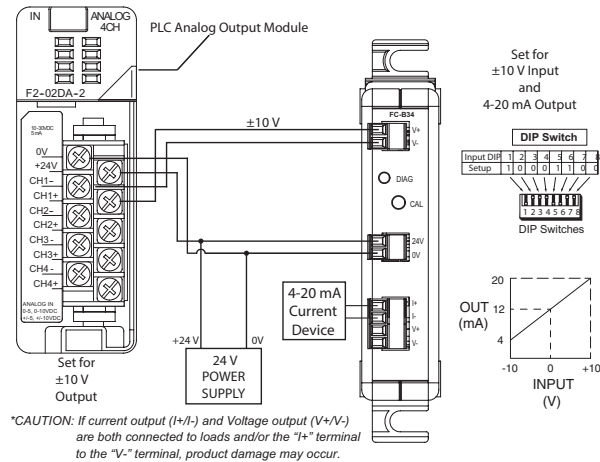 IN
ANALOG
4CH
PLC Analog Output Module
F2-02DA-2
10-30VDC
5mA
0V
+24V
CH1-
CH1+
CH2-
CH2+
CH3 -
CH3+
CH4 -
CH4+
ANALOG IN
0-5, 0-10VDC
+/-5, +/-10VDC
Set for
±10 V
Output
±10 V
FC-B34
V+
V-
DIAG
CAL
24V
0V
4-20 mA
Current
Device
I+
I-
V+
V-
+24 V
0V
24 V
POWER
SUPPLY
Set for
±10 V Input
and
4-20 mA Output
DIP Switch
Input DIP 1 2 3 4 5 6 7 8
Setup 1 0 0 0 1 1 0 0
1 2 3 4 5 6 7 8
DIP Switches
20
OUT 12
(mA)
4
-10 0 +10
INPUT
(V)
*CAUTION: If current output (I+/I-) and Voltage output (V+/V-)
are both connected to loads and/or the “I+” terminal
to the “V-” terminal, product damage may occur.